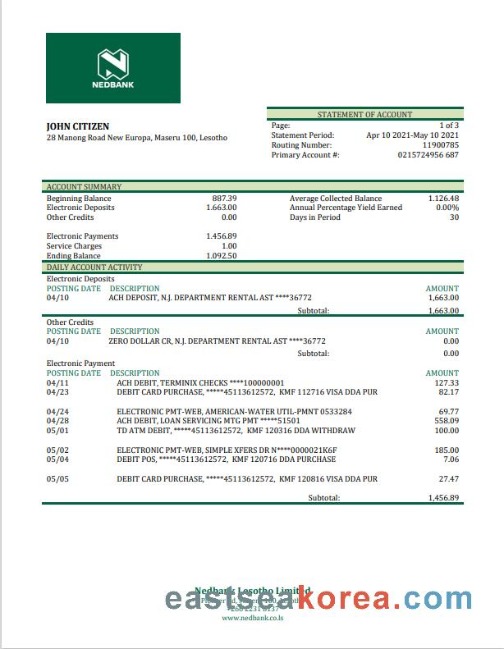 NEDBANK
STATEMENT OF ACCOUNT
JOHN CITIZEN
28 Manong Road New Europa, Maseru 100, Lesotho
Page: 1 of 3
Statement Period: Apr 10 2021-May 10 2021
Routing Number: 11900785
Primary Account #: 0215724956 687
ACCOUNT SUMMARY
Beginning Balance 887.39 Average Collected Balance 1.126.48
Electronic Deposits 1.663.00 Annual Percentage Yield Earned 0.00%
Other Credits 0.00 Days in Period 30
Electronic Payments 1.456.89
Service Charges 1.00
Ending Balance 1.092.50
DAILY ACCOUNT ACTIVITY
Electronic Deposits
POSTING DATE DESCRIPTION AMOUNT
04/10 ACH DEPOSIT, N.J. DEPARTMENT RENTAL AST ****36772 1,663.00
Subtotal: 1,663.00
Other Credits
POSTING DATE DESCRIPTION AMOUNT
04/10 ZERO DOLLAR CR, N.J. DEPARTMENT RENTAL AST ****36772 0.00
Subtotal: 0.00
Electronic Payment
POSTING DATE DESCRIPTION AMOUNT
04/11 ACH DEBIT, TERMINIX CHECKS ****100000001 127.33
04/23 DEBIT CARD PURCHASE, *****45113612572, KMF 112716 VISA DDA PUR 82.17
04/24 ELECTRONIC PMT-WEB, AMERICAN-WATER UTIL-PMNT 0533284 69.77
04/28 ACH DEBIT, LOAN SERVICING MTG PMT *****51501 558.09
05/01 TD ATM DEBIT, *****45113612572, KMF 120316 DDA WITHDRAW 100.00
05/02 ELECTRONIC PMT-WEB, SIMPLE XFERS DR N****0000021K6F 185.00
05/04 DEBIT POS, *****45113612572, KMF 120716 DDA PURCHASE 7.06
05/05 DEBIT CARD PURCHASE, *****45113612572, KMF 120816 VISA DDA PUR 27.47
Subtotal: 1,456.89
Nedbank Lesotho Limited
eastseakorea.com
www.nedbank.co.ls